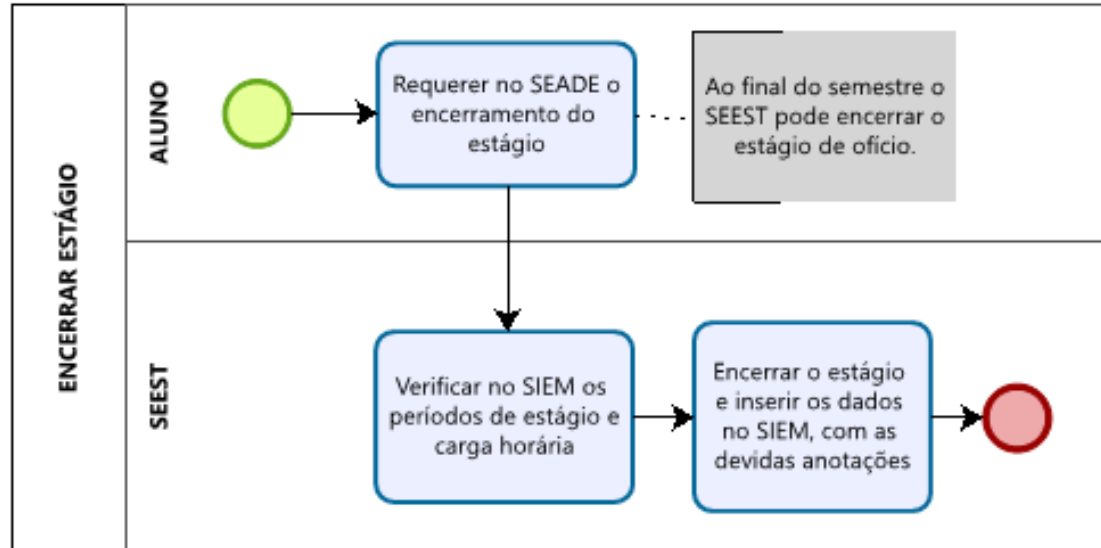 ENCERRAR ESTÁGIO
ALUNO
Requerer no SEADE o
encerramento do
estágio
Ao final do semestre o
SEEST pode encerrar o
estágio de ofício.
SEEST
Verificar no SIEM os
períodos de estágio e
carga horária
Encerrar o estágio
e inserir os dados
no SIEM, com as
devidas anotações